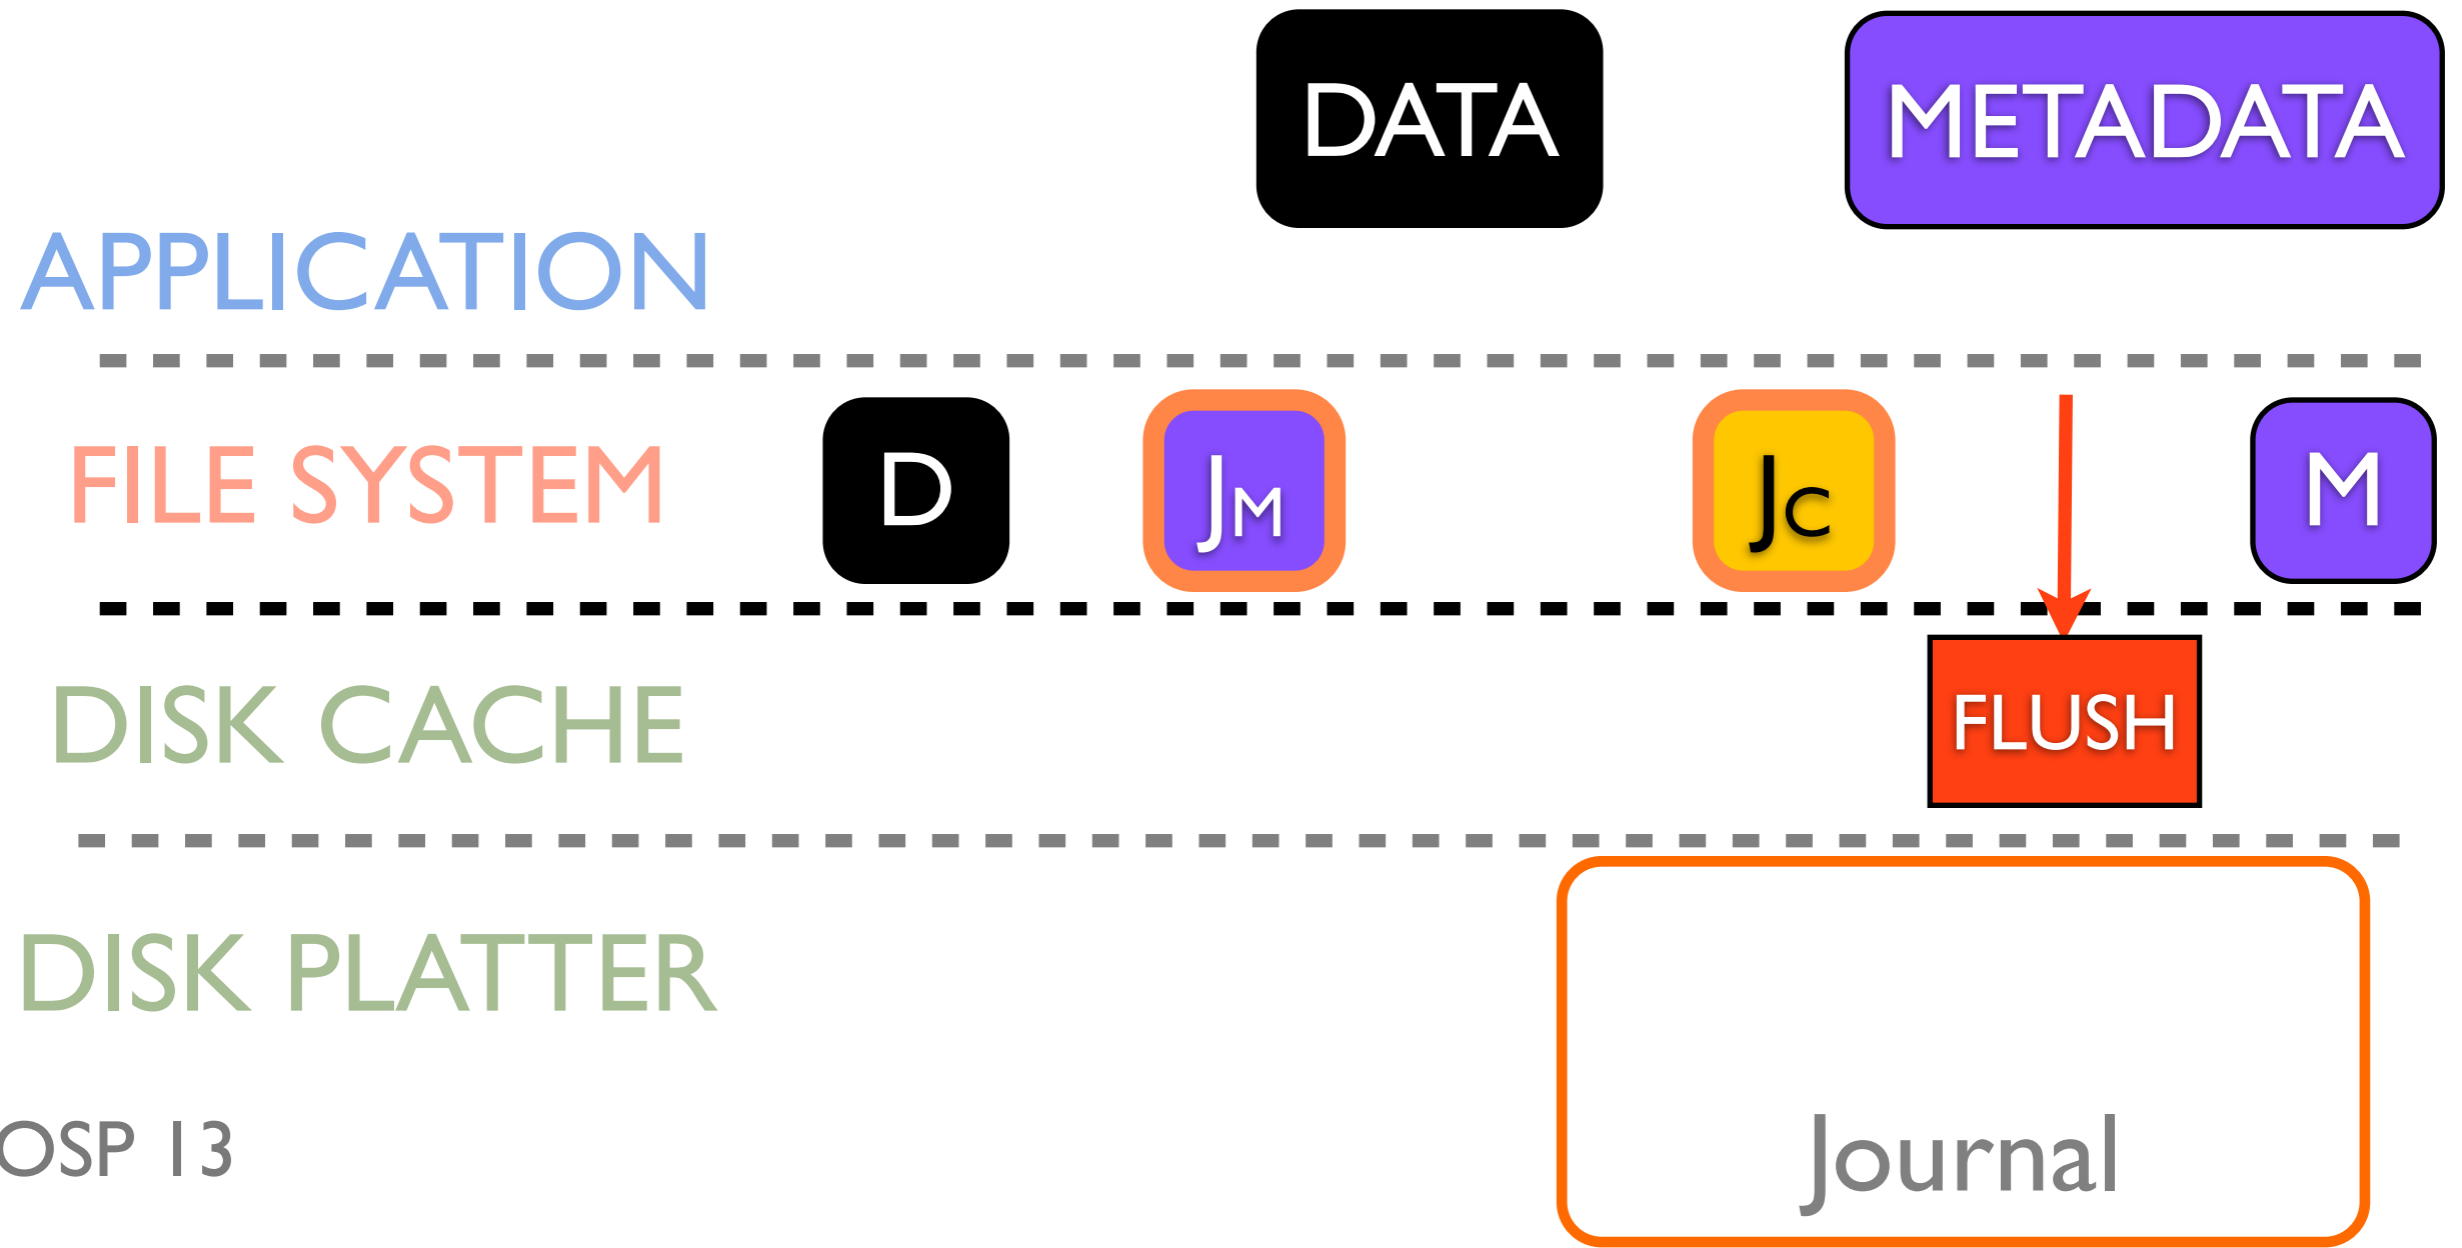 DATA
METADATA
APPLICATION
FILE SYSTEM
D
JM
JC
M
DISK CACHE
FLUSH
DISK PLATTER
Journal
OSP 13